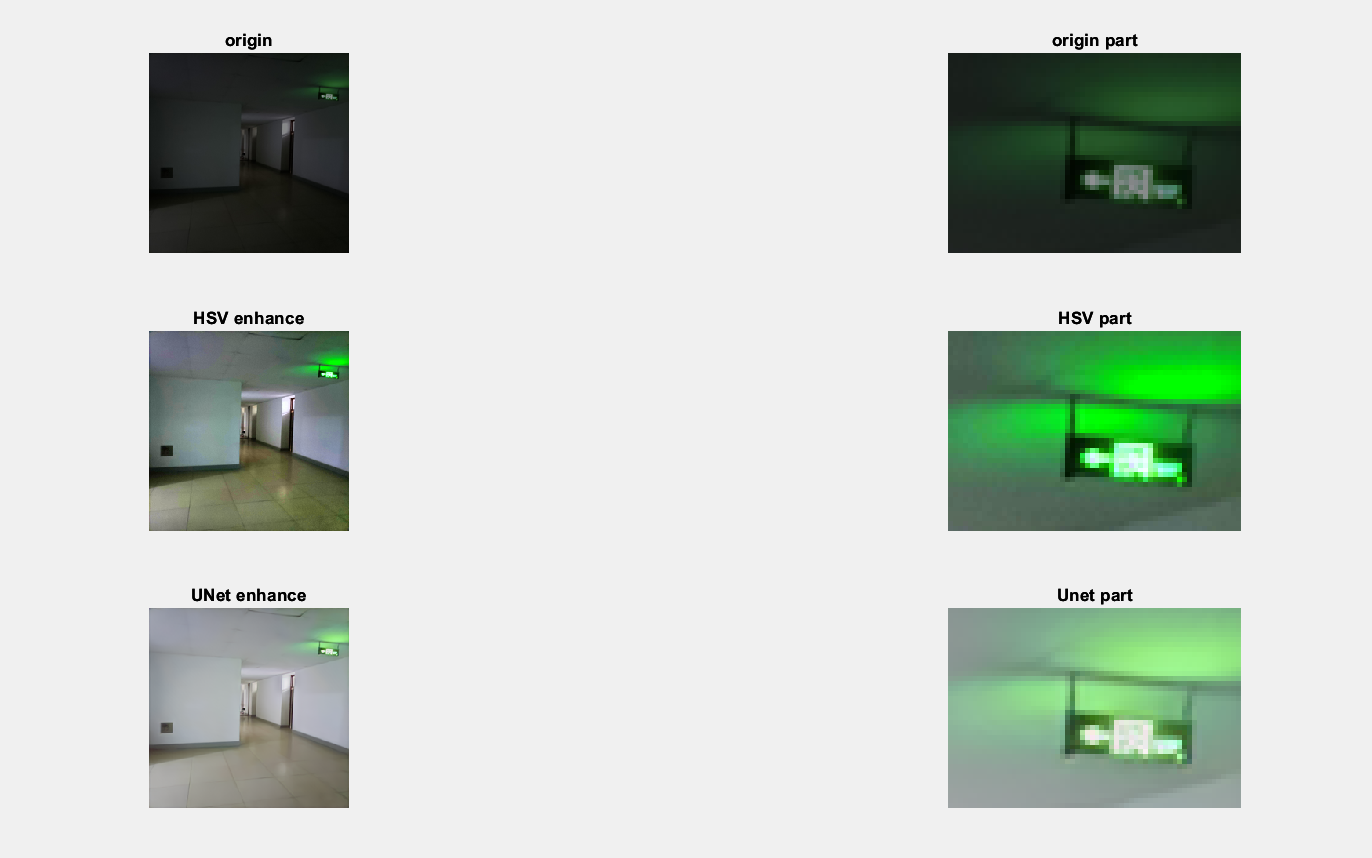 origin
origin part
HSV enhance
HSV part
UNet enhance
Unet part